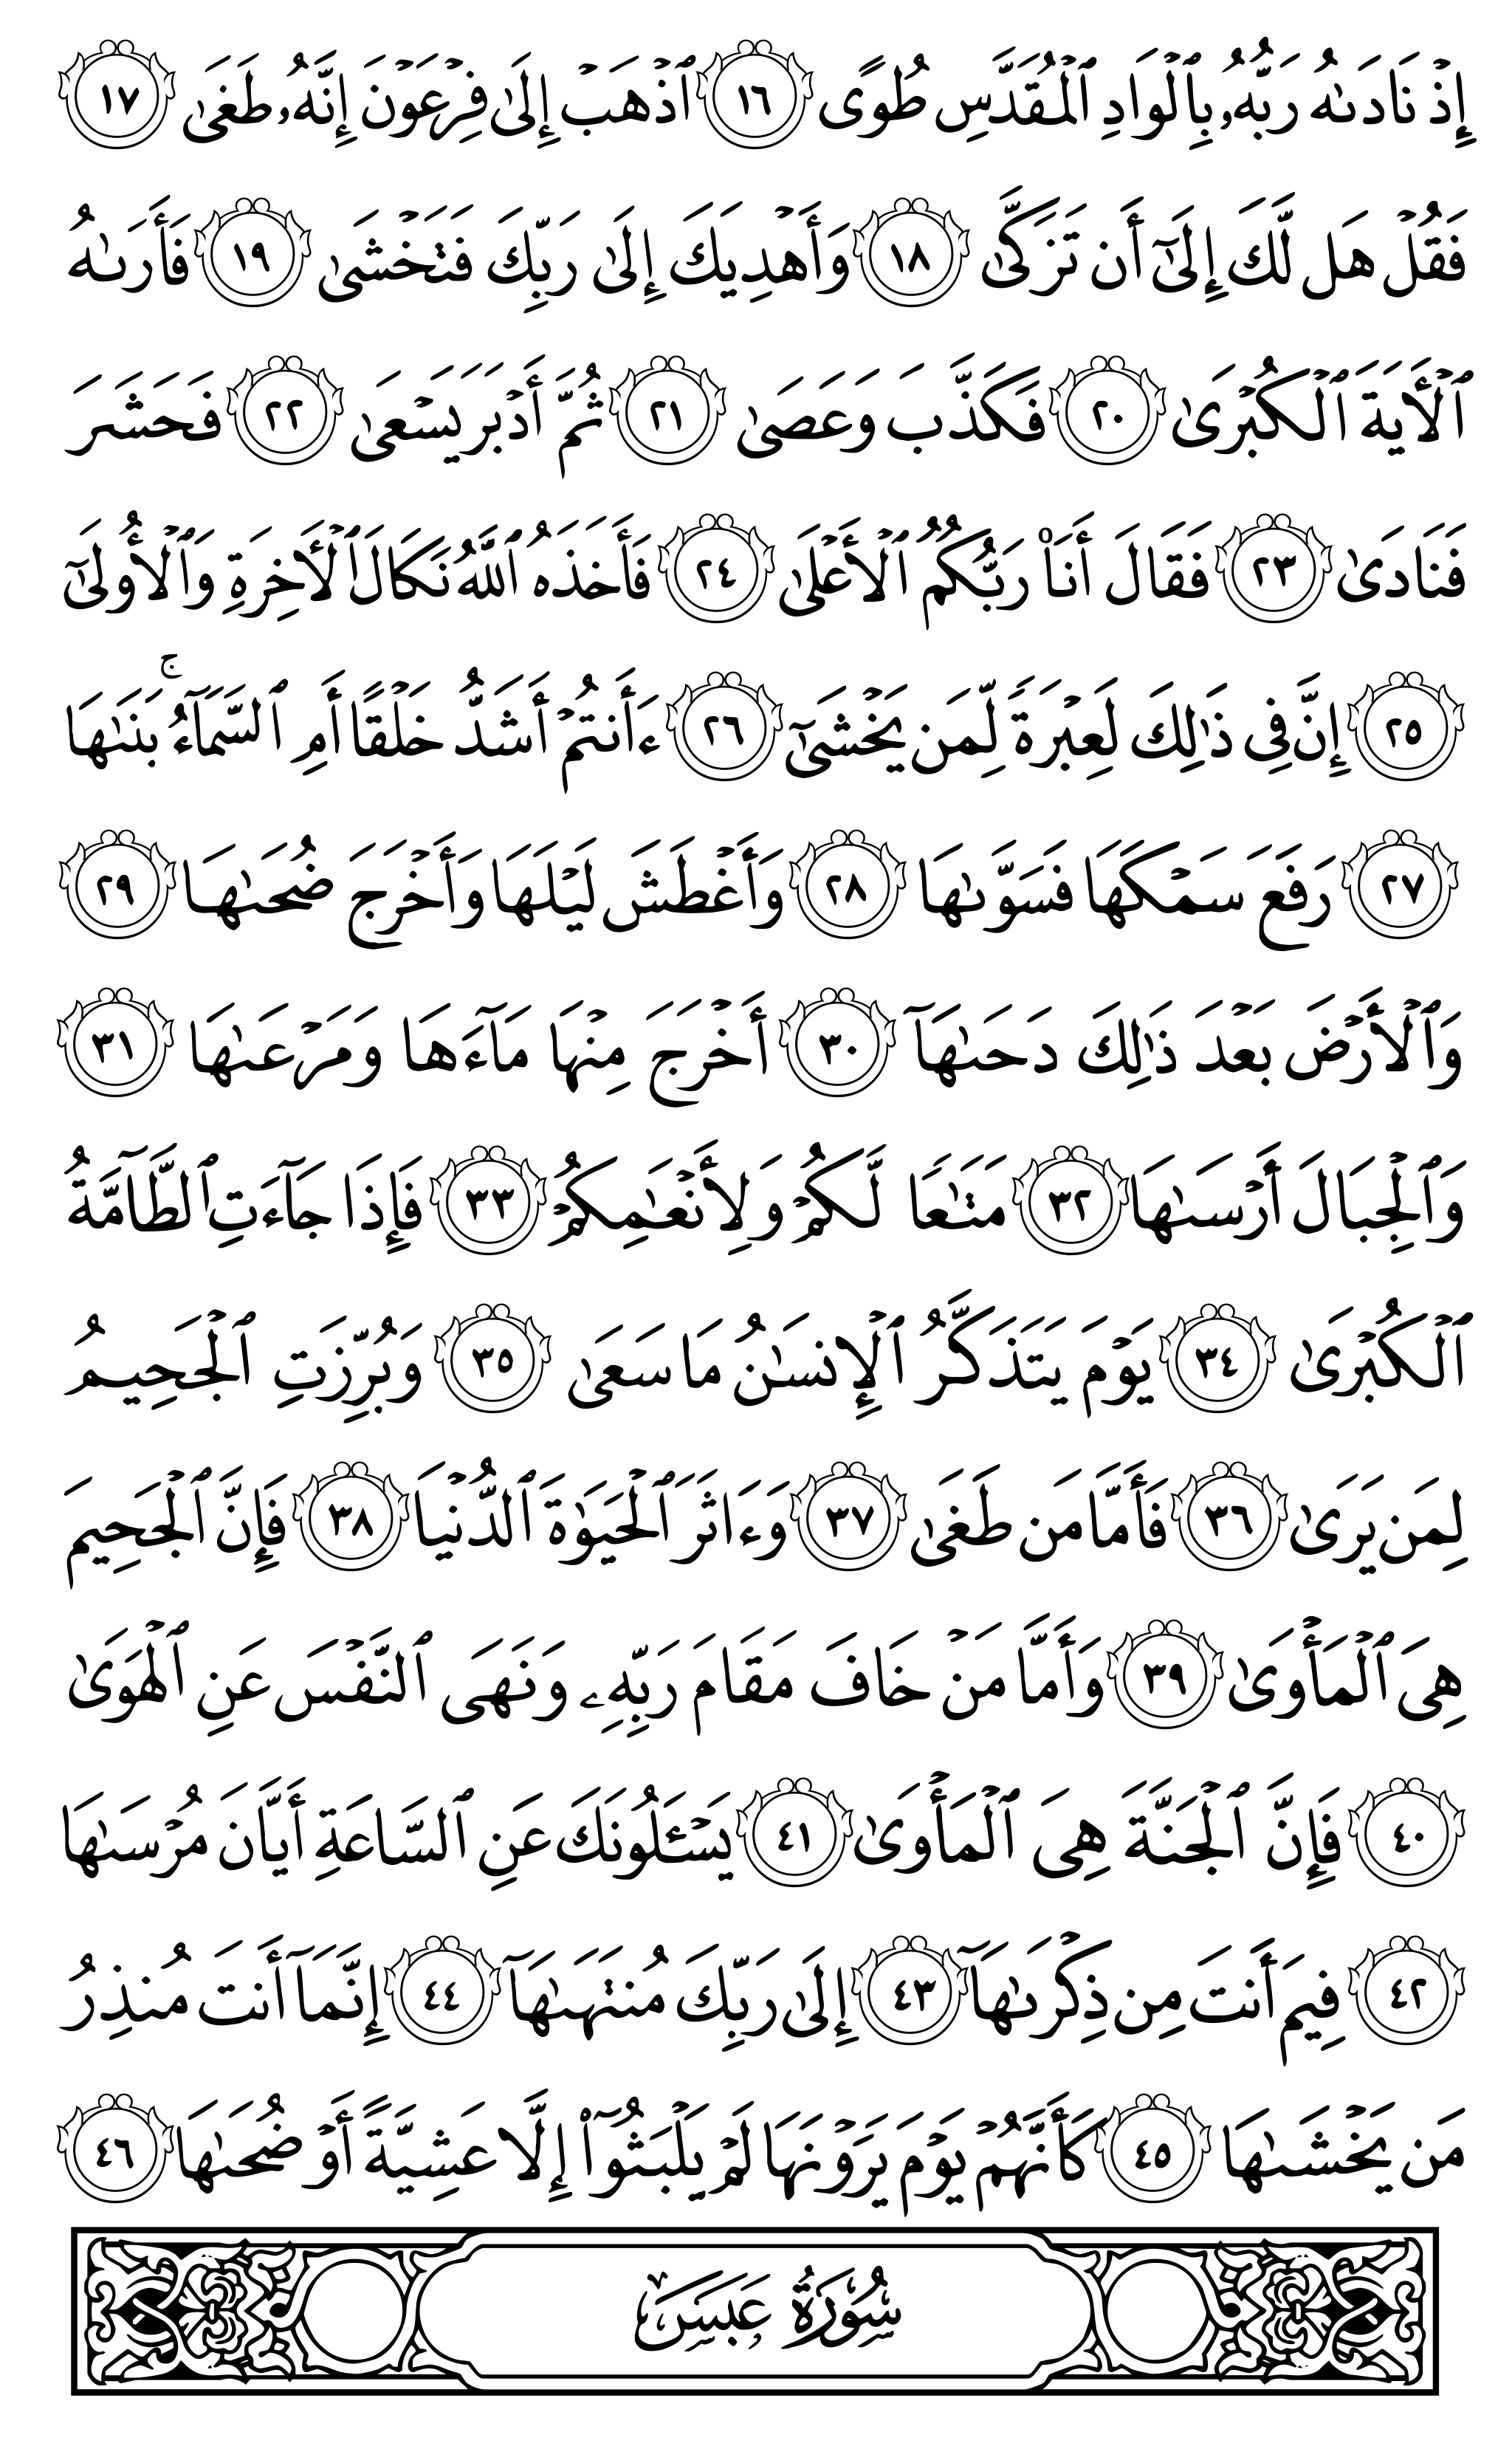 إِذْ نَادَىٰهُ رَبُّهُۥ بِٱلْوَادِ ٱلْمُقَدَّسِ طُوًى ١٦ ٱذْهَبْ إِلَىٰ فِرْعَوْنَ إِنَّهُۥ طَغَىٰ ١٧
فَقُلْ هَل لَّكَ إِلَىٰٓ أَن تَزَكَّىٰ ١٨ وَأَهْدِيَكَ إِلَىٰ رَبِّكَ فَتَخْشَىٰ ١٩ فَأَرَىٰهُ
ٱلْـَٔايَةَ ٱلْكُبْرَىٰ ٢٠ فَكَذَّبَ وَعَصَىٰ ٢١ ثُمَّ أَدْبَرَ يَسْعَىٰ ٢٢ فَحَشَرَ
فَنَادَىٰ ٢٣ فَقَالَ أَنَا۠ رَبُّكُمُ ٱلْأَعْلَىٰ ٢٤ فَأَخَذَهُ ٱللَّهُ نَكَالَ ٱلْـَٔاخِرَةِ وَٱلْأُولَىٰٓ
٢٥ إِنَّ فِى ذَٰلِكَ لَعِبْرَةً لِّمَن يَخْشَىٰٓ ٢٦ ءَأَنتُمْ أَشَدُّ خَلْقًا أَمِ ٱلسَّمَآءُ ۚ بَنَىٰهَا
٢٧ رَفَعَ سَمْكَهَا فَسَوَّىٰهَا ٢٨ وَأَغْطَشَ لَيْلَهَا وَأَخْرَجَ ضُحَىٰهَا ٢٩
وَٱلْأَرْضَ بَعْدَ ذَٰلِكَ دَحَىٰهَآ ٣٠ أَخْرَجَ مِنْهَا مَآءَهَا وَمَرْعَىٰهَا ٣١
وَٱلْجِبَالَ أَرْسَىٰهَا ٣٢ مَتَـٰعًا لَّكُمْ وَلِأَنْعَـٰمِكُمْ ٣٣ فَإِذَا جَآءَتِ ٱلطَّآمَّةُ
ٱلْكُبْرَىٰ ٣٤ يَوْمَ يَتَذَكَّرُ ٱلْإِنسَـٰنُ مَا سَعَىٰ ٣٥ وَبُرِّزَتِ ٱلْجَحِيمُ
لِمَن يَرَىٰ ٣٦ فَأَمَّا مَن طَغَىٰ ٣٧ وَءَاثَرَ ٱلْحَيَوٰةَ ٱلدُّنْيَا ٣٨ فَإِنَّ ٱلْجَحِيمَ
هِىَ ٱلْمَأْوَىٰ ٣٩ وَأَمَّا مَنْ خَافَ مَقَامَ رَبِّهِۦ وَنَهَى ٱلنَّفْسَ عَنِ ٱلْهَوَىٰ
٤٠ فَإِنَّ ٱلْجَنَّةَ هِىَ ٱلْمَأْوَىٰ ٤١ يَسْـَٔلُونَكَ عَنِ ٱلسَّاعَةِ أَيَّانَ مُرْسَىٰهَا
٤٢ فِيمَ أَنتَ مِن ذِكْرَىٰهَآ ٤٣ إِلَىٰ رَبِّكَ مُنتَهَىٰهَآ ٤٤ إِنَّمَآ أَنتَ مُنذِرُ
مَن يَخْشَىٰهَا ٤٥ كَأَنَّهُمْ يَوْمَ يَرَوْنَهَا لَمْ يَلْبَثُوٓا۟ إِلَّا عَشِيَّةً أَوْ ضُحَىٰهَا ٤٦
سُورَةُ عَبَسَ